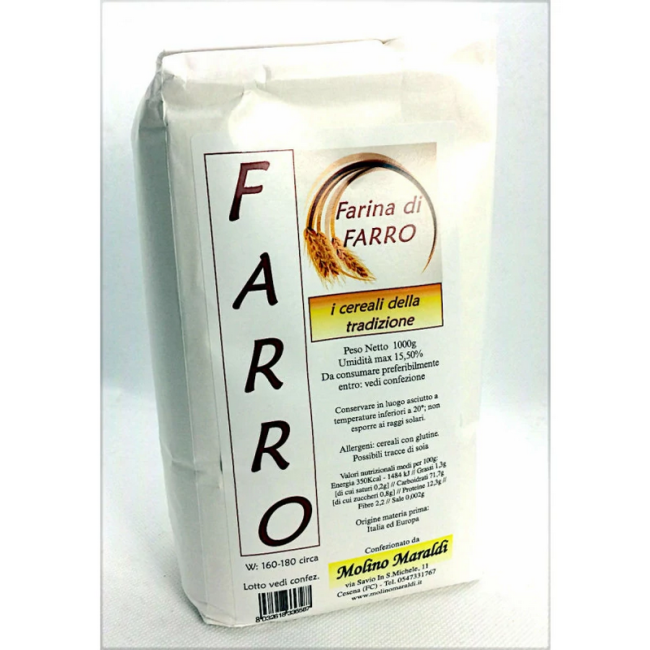 FARRO
Farina di
FARRO
i cereali della
tradizione
Peso Netto 1000g
Umidità max 15,50%
Da consumare preferibilmente
entro: vedi confezione
Conservare in luogo asciutto a
temperature inferiori a 20°; non
esporre ai raggi solari.
Allergeni: cereali con glutine.
Possibili tracce di soia
Valori nutrizionali medi per 100g:
Energia 350Kcal - 1484 kJ // Grassi 1,3g
[di cui saturi 0,2g] // Carboidrati 71,7g
[di cui zuccheri 0,8g] // Proteine 12,3g //
Fibre 2,2 // Sale 0,002g
Origine materia prima:
Italia ed Europa
W: 160-180 circa
Lotto vedi confez.
Confezionato da
Molino Maraldi
via Savio In S.Michele, 11
Cesena (FC) - Tel. 0547331767
www.molinomaraldi.it